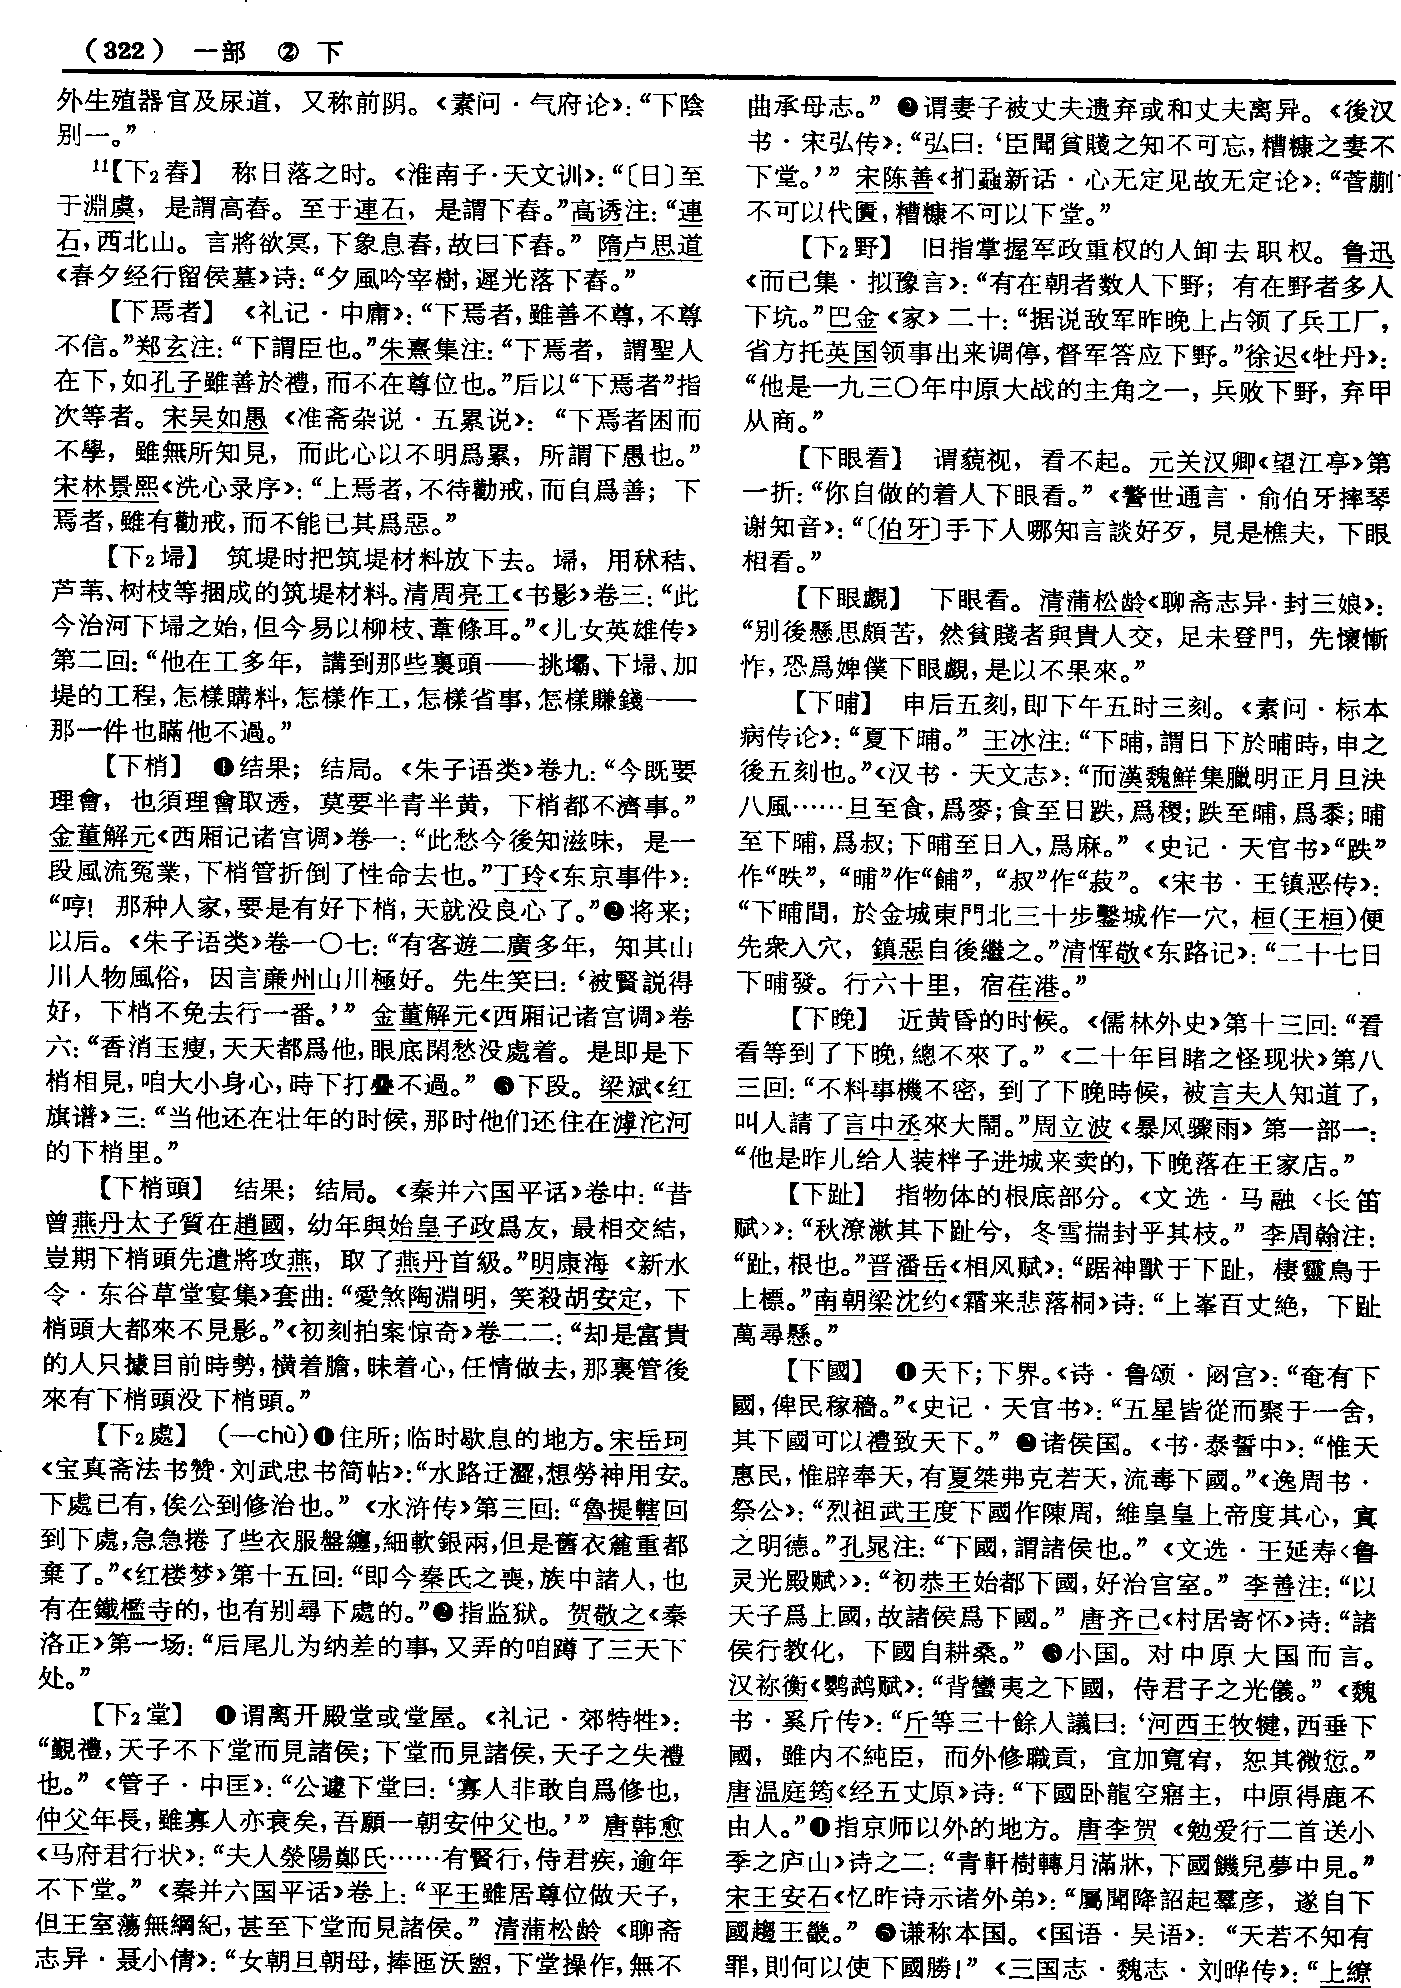 （322） 一部 ② 下
外生殖器官及尿道，又称前阴。《素问·气府论》：“下陰
别一。”
11【下2舂】 称日落之时。《淮南子·天文训》：“〔日〕至
于淵虞，是謂高舂。至于連石，是謂下舂。”高诱注：“連
石，西北山。言將欲冥，下象息舂，故曰下舂。” 隋卢思道
《春夕经行留侯墓》诗：“夕風吟宰樹，遲光落下舂。”
【下焉者】 《礼记·中庸》：“下焉者，雖善不尊，不尊
不信。”郑玄注：“下謂臣也。”朱熹集注：“下焉者，謂聖人
在下，如孔子雖善於禮，而不在尊位也。”后以“下焉者”指
次等者。宋吴如愚《准斋杂说·五累说》：“下焉者困而
不學，雖無所知見，而此心以不明爲累，所謂下愚也。”
宋林景熙《洗心录序》：“上焉者，不待勸戒，而自爲善；下
焉者，雖有勸戒，而不能已其爲惡。”
【下2埽】 筑堤时把筑堤材料放下去。埽，用秫秸、
芦苇、树枝等捆成的筑堤材料。清周亮工《书影》卷三：“此
今治河下埽之始，但今易以柳枝、葦條耳。”《儿女英雄传》
第二回：“他在工多年，講到那些裏頭——挑壩、下埽、加
堤的工程，怎樣購料，怎樣作工，怎樣省事，怎樣賺錢——
那一件也瞞他不過。”
【下梢】 ❶结果；结局。《朱子语类》卷九：“今既要
理會，也須理會取透，莫要半青半黄，下梢都不濟事。”
金董解元《西厢记诸宫调》卷一：“此愁今後知滋味，是一
段風流冤業，下梢管折倒了性命去也。”丁玲《东京事件》：
“哼！那种人家，要是有好下梢，天就没良心了。”❷将来；
以后。《朱子语类》卷一〇七：“有客遊二廣多年，知其山
川人物風俗，因言廉州山川極好。先生笑曰：‘被賢説得
好，下梢不免去行一番。’” 金董解元《西厢记诸宫调》卷
六：“香消玉瘦，天天都爲他，眼底閑愁没處着。是即是下
梢相見，咱大小身心，時下打疊不過。” ❸下段。梁斌《红
旗谱》三：“当他还在壮年的时候，那时他们还住在滹沱河
的下梢里。”
【下梢頭】 结果；结局。《秦并六国平话》卷中：“昔
曾燕丹太子質在趙國，幼年與始皇子政爲友，最相交結，
豈期下梢頭先遣將攻燕，取了燕丹首級。”明康海《新水
令·东谷草堂宴集》套曲：“愛煞陶淵明，笑殺胡安定，下
梢頭大都來不見影。”《初刻拍案惊奇》卷二二：“却是富貴
的人只據目前時勢，橫着膽，昧着心，任情做去，那裏管後
來有下梢頭没下梢頭。”
【下2處】 （—chù）❶住所；临时歇息的地方。宋岳珂
《宝真斋法书赞·刘武忠书简帖》：“水路迂澀，想勞神用安。
下處已有，俟公到修治也。” 《水浒传》第三回：“魯提轄回
到下處，急急捲了些衣服盤纏，細軟銀兩，但是舊衣麄重都
棄了。”《红楼梦》第十五回：“即今秦氏之喪，族中諸人，也
有在鐵檻寺的，也有别尋下處的。”❷指监狱。贺敬之《秦
洛正》第一场：“后尾儿为纳差的事，又弄的咱蹲了三天下
处。”
【下2堂】 ❶谓离开殿堂或堂屋。《礼记·郊特牲》：
“覲禮，天子不下堂而見諸侯；下堂而見諸侯，天子之失禮
也。” 《管子·中匡》：“公遽下堂曰：‘寡人非敢自爲修也，
仲父年長，雖寡人亦衰矣，吾願一朝安仲父也。’” 唐韩愈
《马府君行状》：“夫人滎陽鄭氏……有賢行，侍君疾，逾年
不下堂。” 《秦并六国平话》卷上：“平王雖居尊位做天子，
但王室蕩無綱紀，甚至下堂而見諸侯。” 清蒲松龄《聊斋
志异·聂小倩》：“女朝旦朝母，捧匜沃盥，下堂操作，無不
曲承母志。” ❷谓妻子被丈夫遗弃或和丈夫离异。《後汉
书·宋弘传》：“弘曰：‘臣聞貧賤之知不可忘，糟糠之妻不
下堂。’” 宋陈善《扪蝨新话·心无定见故无定论》：“菅蒯
不可以代匱，糟糠不可以下堂。”
【下2野】 旧指掌握军政重权的人卸去职权。鲁迅
《而已集·拟豫言》：“有在朝者数人下野；有在野者多人
下坑。”巴金《家》二十：“据说敌军昨晚上占领了兵工厂，
省方托英国领事出来调停，督军答应下野。”徐迟《牡丹》：
“他是一九三〇年中原大战的主角之一，兵败下野，弃甲
从商。”
【下眼看】 谓藐视，看不起。元关汉卿《望江亭》第
一折：“你自做的着人下眼看。” 《警世通言·俞伯牙摔琴
谢知音》：“〔伯牙〕手下人哪知言談好歹，見是樵夫，下眼
相看。”
【下眼覷】 下眼看。清蒲松龄《聊斋志异·封三娘》：
“别後懸思頗苦，然貧賤者與貴人交，足未登門，先懷慚
怍，恐爲婢僕下眼覷，是以不果來。”
【下晡】 申后五刻，即下午五时三刻。《素问·标本
病传论》：“夏下晡。” 王冰注：“下晡，謂日下於晡時，申之
後五刻也。”《汉书·天文志》：“而漢魏鮮集臘明正月旦決
八風……旦至食，爲麥；食至日跌，爲稷；跌至晡，爲黍；晡
至下晡，爲叔；下晡至日入，爲麻。” 《史记·天官书》“跌”
作“昳”，“晡”作“餔”，“叔”作“菽”。《宋书·王镇恶传》：
“下晡間，於金城東門北三十步鑿城作一穴，桓（王桓）便
先衆入穴，鎮惡自後繼之。”清恽敬《东路记》：“二十七日
下晡發。行六十里，宿茬港。”
【下晚】 近黄昏的时候。《儒林外史》第十三回：“看
看等到了下晚，總不來了。” 《二十年目睹之怪现状》第八
三回：“不料事機不密，到了下晚時候，被言夫人知道了，
叫人請了言中丞來大鬧。”周立波《暴风骤雨》第一部一：
“他是昨儿给人装柈子进城来卖的，下晚落在王家店。”
【下趾】 指物体的根底部分。《文选·马融〈长笛
赋〉》：“秋潦漱其下趾兮，冬雪揣封乎其枝。” 李周翰注：
“趾，根也。”晋潘岳《相风赋》：“踞神獸于下趾，棲靈鳥于
上標。”南朝梁沈约《霜来悲落桐》诗：“上峯百丈絶，下趾
萬尋懸。”
【下國】 ❶天下；下界。《诗·鲁颂·閟宫》：“奄有下
國，俾民稼穡。”《史记·天官书》：“五星皆從而聚于一舍，
其下國可以禮致天下。” ❷诸侯国。《书·泰誓中》：“惟天
惠民，惟辟奉天，有夏桀弗克若天，流毒下國。”《逸周书·
祭公》：“烈祖武王度下國作陳周，維皇皇上帝度其心，寘
之明德。”孔晁注：“下國，謂諸侯也。” 《文选·王延寿〈鲁
灵光殿赋〉》：“初恭王始都下國，好治宫室。” 李善注：“以
天子爲上國，故諸侯爲下國。” 唐齐己《村居寄怀》诗：“諸
侯行教化，下國自耕桑。” ❸小国。对中原大国而言。
汉祢衡《鹦鹉赋》：“背蠻夷之下國，侍君子之光儀。” 《魏
书·奚斤传》：“斤等三十餘人議曰：‘河西王牧犍，西垂下
國，雖内不純臣，而外修職貢，宜加寬宥，恕其微愆。”
唐温庭筠《经五丈原》诗：“下國卧龍空寤主，中原得鹿不
由人。”❹指京师以外的地方。唐李贺《勉爱行二首送小
季之庐山》诗之二：“青軒樹轉月滿牀，下國饑兒夢中見。”
宋王安石《忆昨诗示诸外弟》：“屬聞降詔起羣彦，遂自下
國趨王畿。” ❺谦称本国。《国语·吴语》：“天若不知有
罪，則何以使下國勝！” 《三国志·魏志·刘晔传》：“上繚